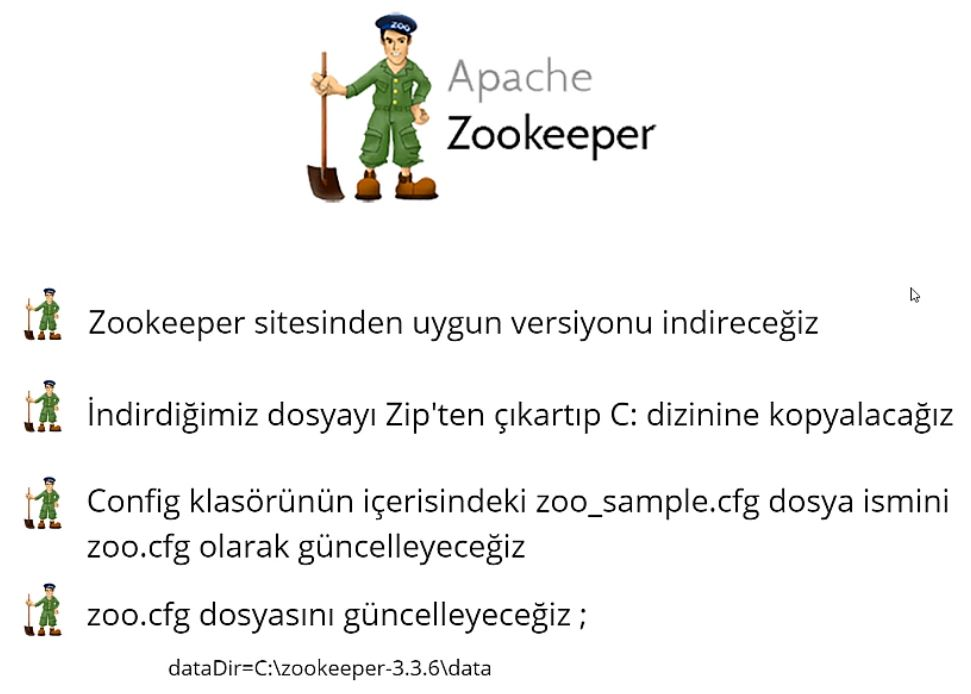 ZOO
Apache
Zookeeper
Zookeeper sitesinden uygun versiyonu indireceğiz
İndirdiğimiz dosyayı Zip'ten çıkartıp C: dizinine kopyalacağız
Config klasörünün içerisindeki zoo_sample.cfg dosya ismini
zoo.cfg olarak güncelleyeceğiz
zoo.cfg dosyasını güncelleyeceğiz ;
dataDir=C:\zookeeper-3.3.6\data